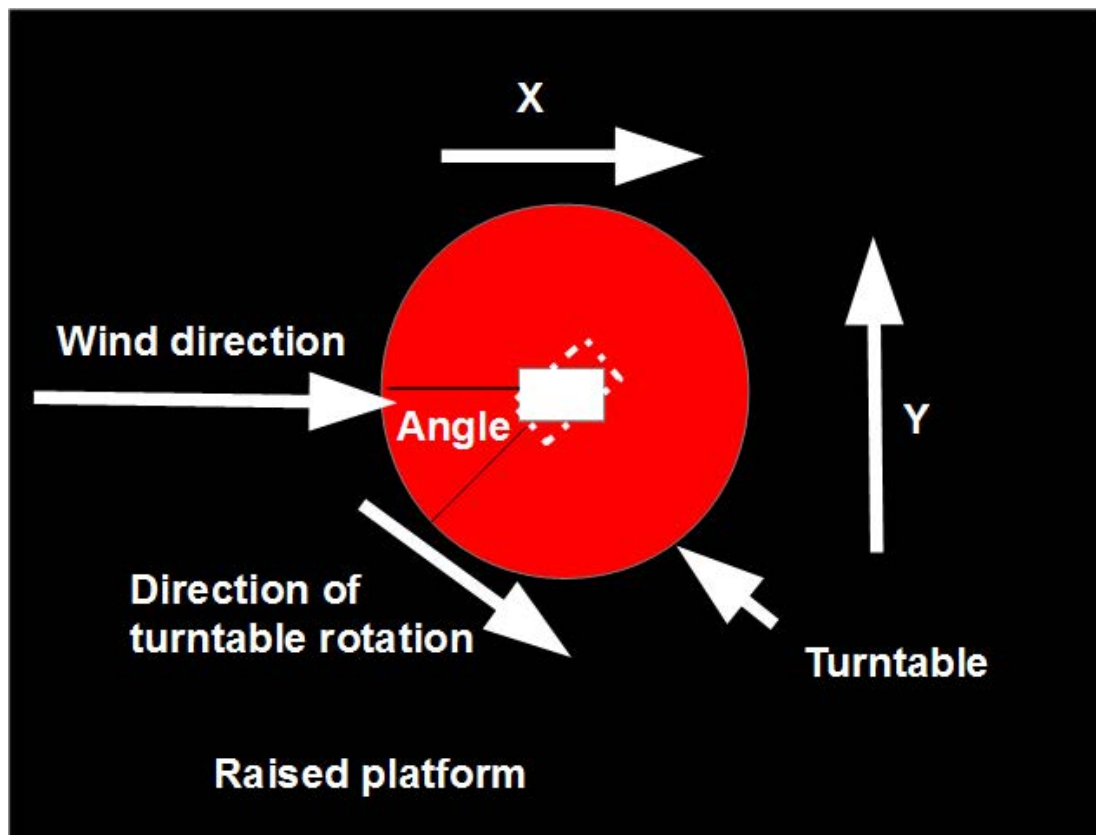 X
Wind direction
Angle
Y
Direction of
turntable rotation
Turntable
Raised platform